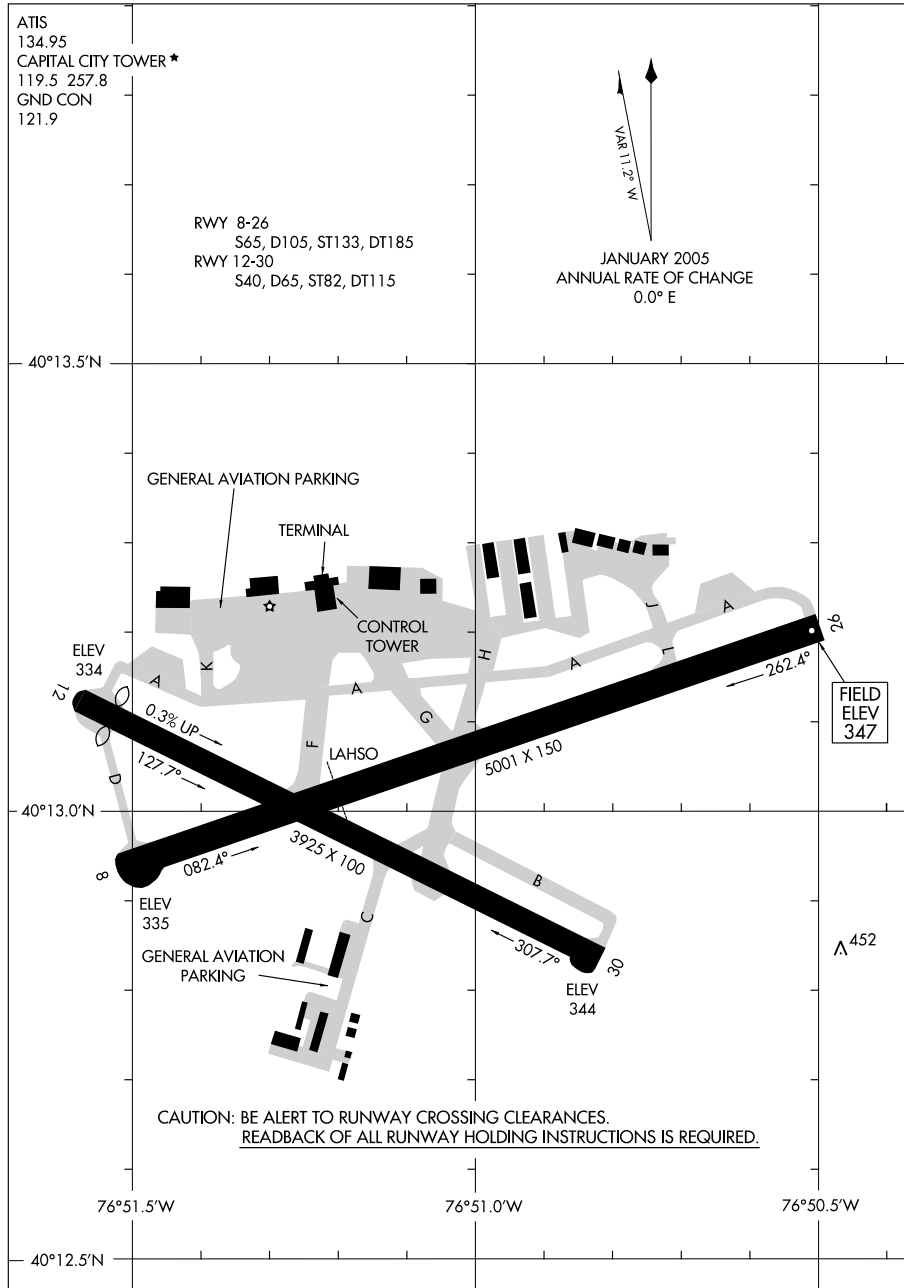 ATIS
134.95
CAPITAL CITY TOWER★
119.5 257.8
GND CON
121.9
VAR 11.2° W
RWY 8-26
S65, D105, ST133, DT185
RWY 12-30
S40, D65, ST82, DT115
JANUARY 2005
ANNUAL RATE OF CHANGE
0.0° E
40°13.5'N
GENERAL AVIATION PARKING
TERMINAL
CONTROL
TOWER
J
A
26
H
K
L
A
262.4°
ELEV
334
12
A
A
FIELD
ELEV
347
0.3% UP
G
F
LAHSO
5001 X 150
127.7°
D
40°13.0'N
3925 X 100
082.4°
8
B
ELEV
335
C
307.7°
30
452
GENERAL AVIATION
PARKING
ELEV
344
CAUTION: BE ALERT TO RUNWAY CROSSING CLEARANCES.
READBACK OF ALL RUNWAY HOLDING INSTRUCTIONS IS REQUIRED.
76°51.5'W
76°51.0'W
76°50.5'W
40°12.5'N